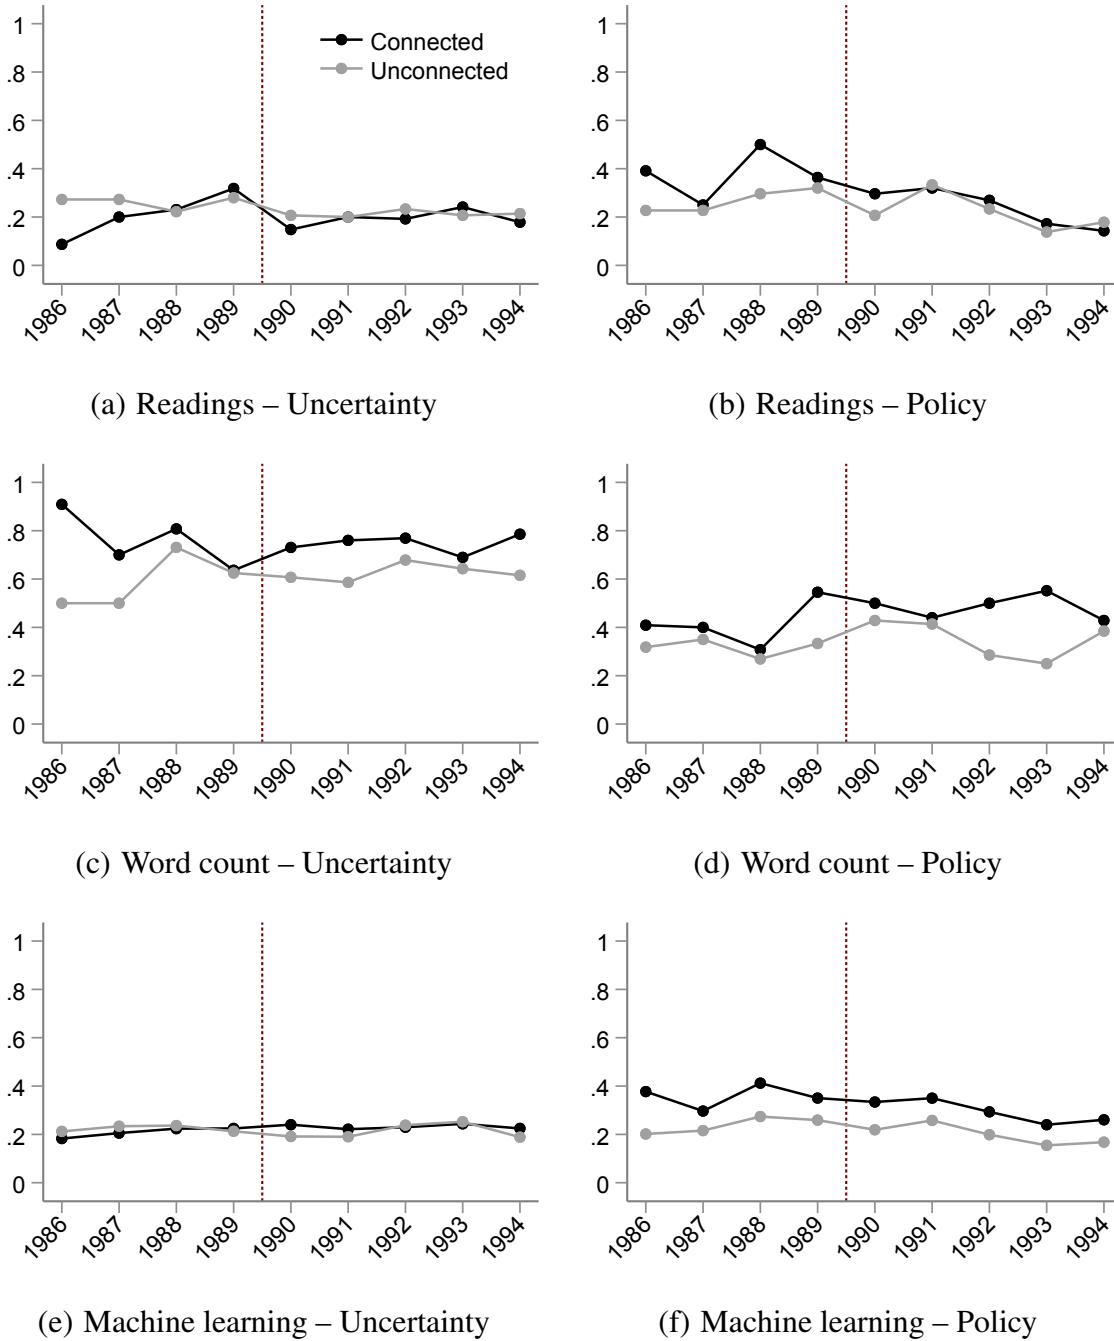 1
.8
.6
.4
.2
0
Connected
Unconnected
1986 1987 1988 1989 1990 1991 1992 1993 1994
(a) Readings – Uncertainty
1
.8
.6
.4
.2
0
1986 1987 1988 1989 1990 1991 1992 1993 1994
(b) Readings – Policy
1
.8
.6
.4
.2
0
1986 1987 1988 1989 1990 1991 1992 1993 1994
(c) Word count – Uncertainty
1
.8
.6
.4
.2
0
1986 1987 1988 1989 1990 1991 1992 1993 1994
(d) Word count – Policy
1
.8
.6
.4
.2
0
1986 1987 1988 1989 1990 1991 1992 1993 1994
(e) Machine learning – Uncertainty
1
.8
.6
.4
.2
0
1986 1987 1988 1989 1990 1991 1992 1993 1994
(f) Machine learning – Policy